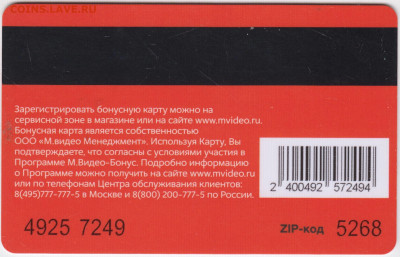 COINS.LAVE.RU
Зарегистрировать бонусную карту можно на
сервисной зоне в магазине или на сайте www.mvideo.ru.
Бонусная карта является собственностью
ООО «М.видео Менеджмент». Используя Карту, Вы
подтверждаете, что согласны с условиями участия в
Программе М.Видео-Бонус. Подробно информацию
о Программе можно получить на сайте www.mvideo.ru
или по телефонам Центра обслуживания клиентов:
8(495)777-777-5 в Москве и 8(800) 200-777-5 по России.
2 400492 572494
4925 7249
ZIP-код 5268